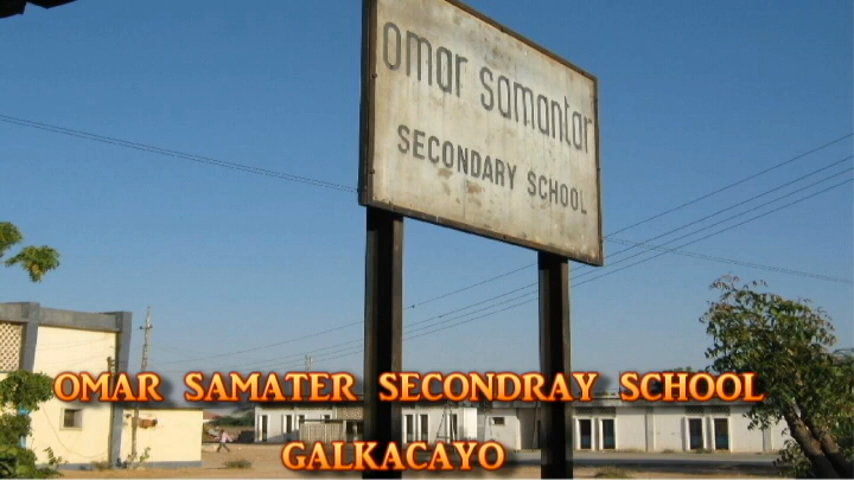 omar samantar
SECONDARY SCHOOL
OMAR SAMATER SECONDRAY SCHOOL
GALKACAYO